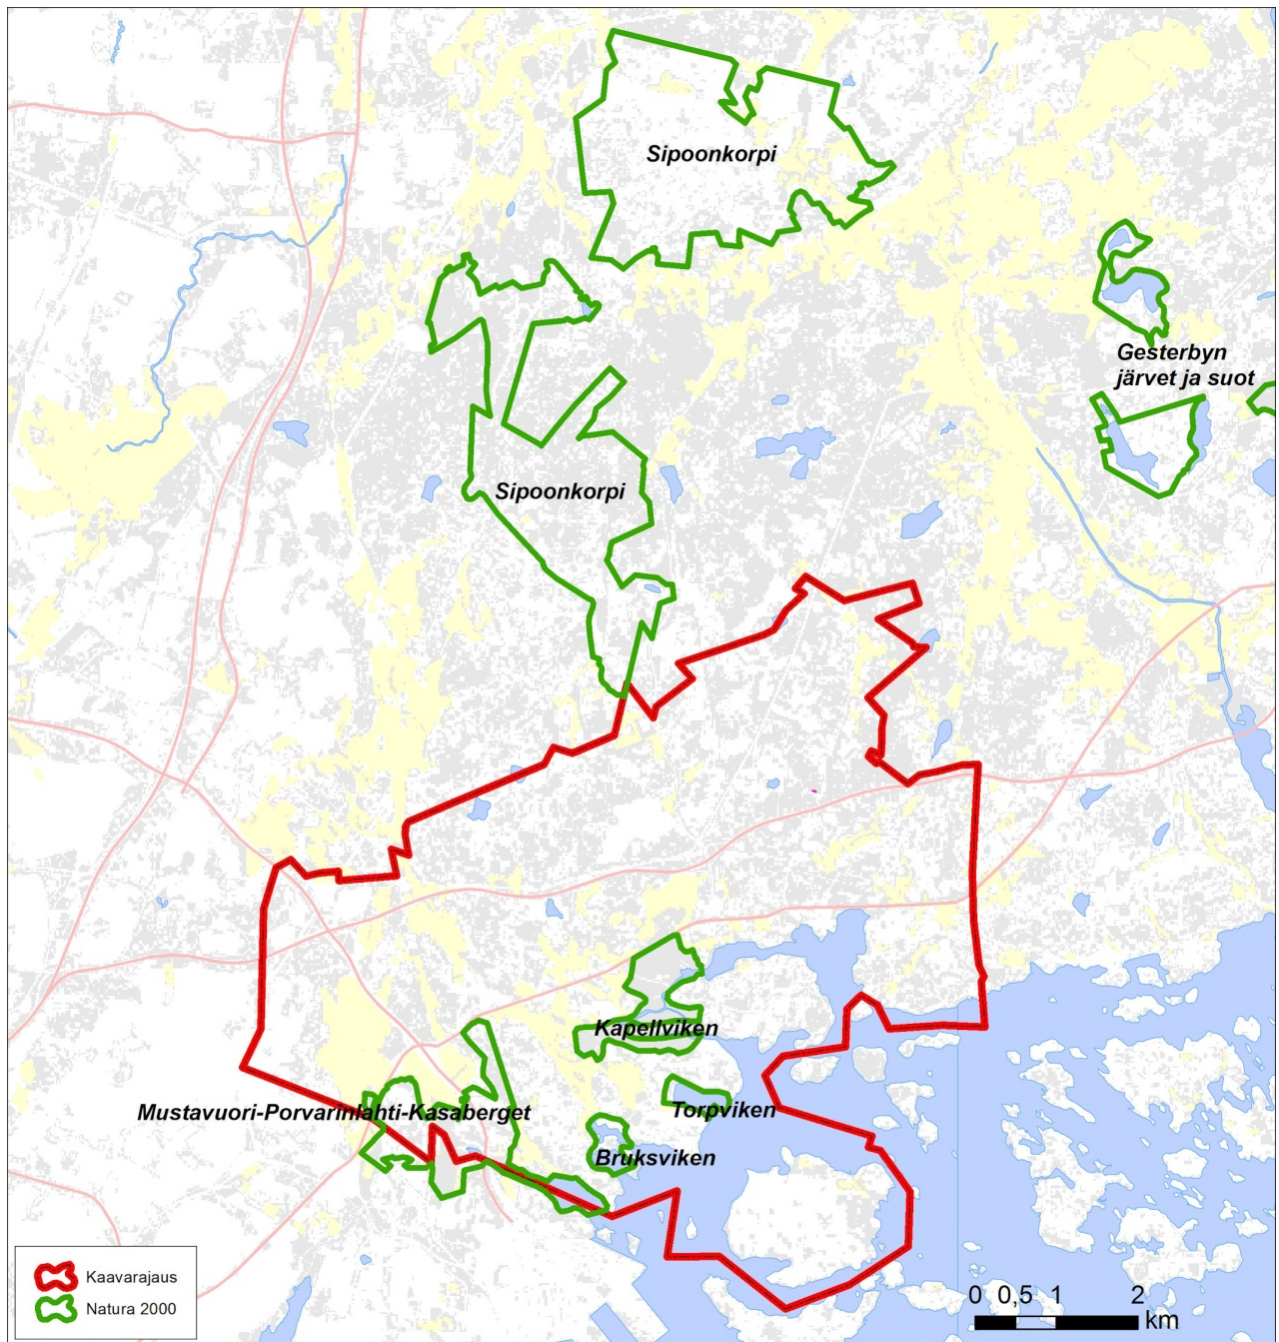 Sipoonkorpi
Gesterbyn
järvet ja suot
Sipoonkorpi
Kapellviken
Torpviken
Mustavuori-Porvarinlahti-Kasaberget
Bruksviken
Kaavarajaus
Natura 2000
0 0,5 1 2
km